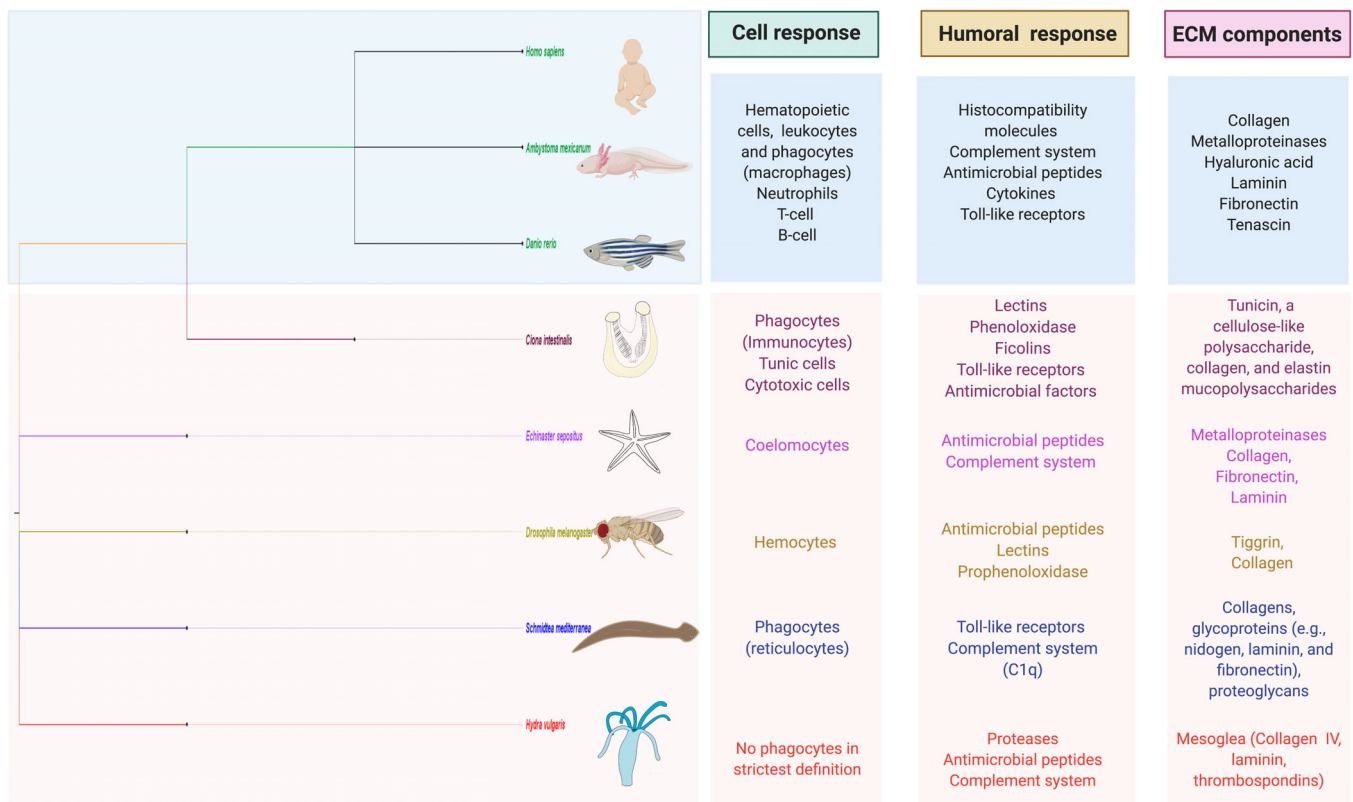 Cell response
Humoral response
ECM components
Homo sapiens
Ambystoma mexicanum
Danio rerio
Hematopoietic
cells, leukocytes
and phagocytes
(macrophages)
Neutrophils
T-cell
B-cell
Histocompatibility
molecules
Complement system
Antimicrobial peptides
Cytokines
Toll-like receptors
Collagen
Metalloproteinases
Hyaluronic acid
Laminin
Fibronectin
Tenascin
Ciona intestinalis
Phagocytes
(Immunocytes)
Tunic cells
Cytotoxic cells
Lectins
Phenoloxidase
Ficolins
Toll-like receptors
Antimicrobial factors
Tunicin, a
cellulose-like
polysaccharide,
collagen, and elastin
mucopolysaccharides
Echinaster sepositus
Coelomocytes
Antimicrobial peptides
Complement system
Metalloproteinases
Collagen,
Fibronectin,
Laminin
Drosophila melanogaster
Hemocytes
Antimicrobial peptides
Lectins
Prophenoloxidase
Tiggrin,
Collagen
Schmidtea mediterranea
Phagocytes
(reticulocytes)
Toll-like receptors
Complement system
(C1q)
Collagens,
glycoproteins (e.g.,
nidogen, laminin, and
fibronectin),
proteoglycans
Hydra vulgaris
No phagocytes in
strictest definition
Proteases
Antimicrobial peptides
Complement system
Mesoglea (Collagen IV,
laminin,
thrombospondins)